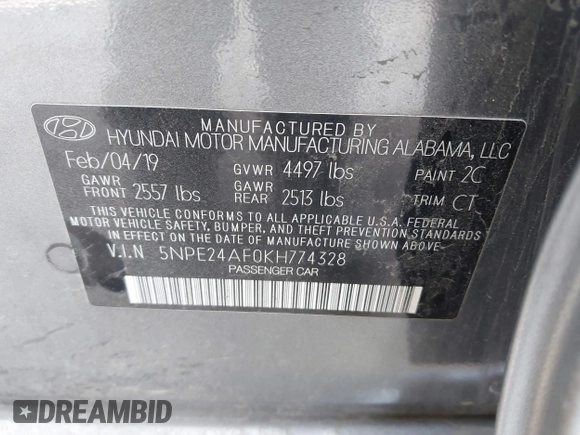 MANUFACTURED BY
HYUNDAI MOTOR MANUFACTURING ALABAMA, LLC
Feb/04/19 GVWR 4497 lbs PAINT 2C
GAWR FRONT 2557 lbs GAWR REAR 2513 lbs TRIM CT
THIS VEHICLE CONFORMS TO ALL APPLICABLE U.S.A. FEDERAL
MOTOR VEHICLE SAFETY, BUMPER, AND THEFT PREVENTION STANDARDS
IN EFFECT ON THE DATE OF MANUFACTURE SHOWN ABOVE.
V.I.N 5NPE24AF0KH774328
PASSENGER CAR
DREAMBID